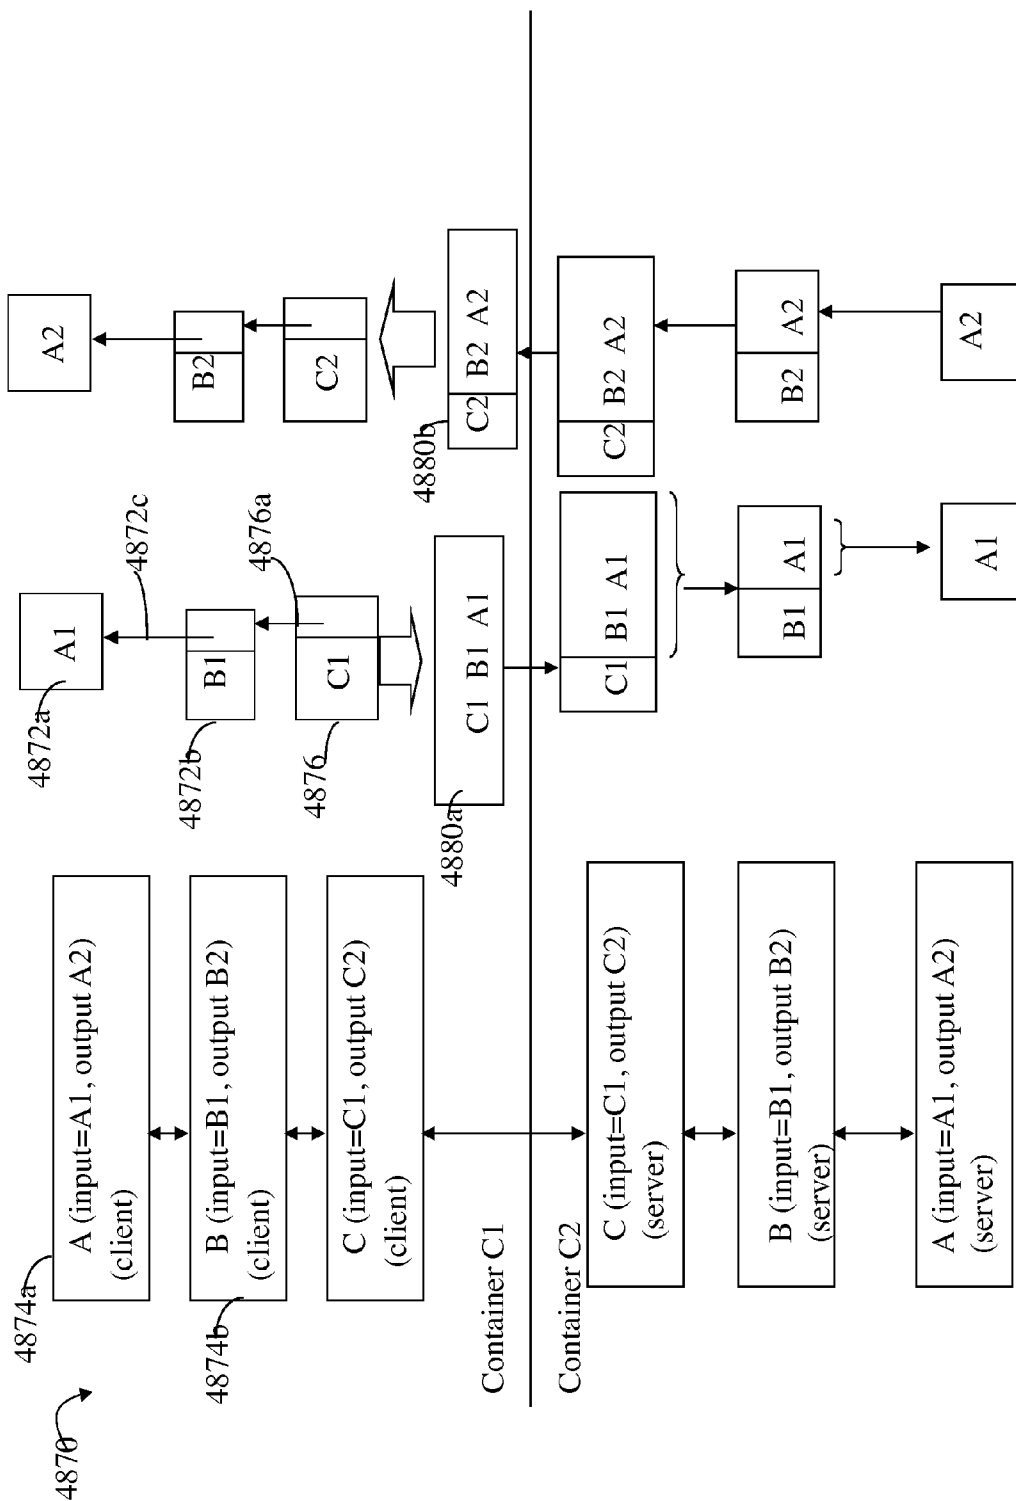 4870
4874a
A (input=A1, output A2)
(client)
4874b
B (input=B1, output B2)
(client)
C (input=C1, output C2)
(client)
Container C1
Container C2
C (input=C1, output C2)
(server)
B (input=B1, output B2)
(server)
A (input=A1, output A2)
(server)
4872a
A1
4872c
4872b
B1
4876a
4876
C1
4880a
C1 B1 A1
C1 B1 A1
B1 A1
A1
A2
B2
C2
4880b
C2 B2 A2
C2 B2 A2
B2 A2
A2